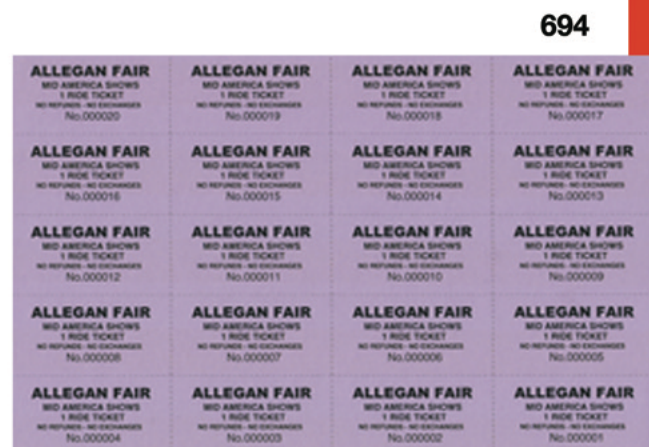 694
ALLEGAN FAIR ALLEGAN FAIR ALLEGAN FAIR ALLEGAN FAIR
MID AMERICA SHOWS MID AMERICA SHOWS MID AMERICA SHOWS MID AMERICA SHOWS
1 RIDE TICKET 1 RIDE TICKET 1 RIDE TICKET 1 RIDE TICKET
NO REFUNDS - NO EXCHANGES NO REFUNDS - NO EXCHANGES NO REFUNDS - NO EXCHANGES NO REFUNDS - NO EXCHANGES
No.000020 No.000019 No.000018 No.000017
ALLEGAN FAIR ALLEGAN FAIR ALLEGAN FAIR ALLEGAN FAIR
MID AMERICA SHOWS MID AMERICA SHOWS MID AMERICA SHOWS MID AMERICA SHOWS
1 RIDE TICKET 1 RIDE TICKET 1 RIDE TICKET 1 RIDE TICKET
NO REFUNDS - NO EXCHANGES NO REFUNDS - NO EXCHANGES NO REFUNDS - NO EXCHANGES NO REFUNDS - NO EXCHANGES
No.000016 No.000015 No.000014 No.000013
ALLEGAN FAIR ALLEGAN FAIR ALLEGAN FAIR ALLEGAN FAIR
MID AMERICA SHOWS MID AMERICA SHOWS MID AMERICA SHOWS MID AMERICA SHOWS
1 RIDE TICKET 1 RIDE TICKET 1 RIDE TICKET 1 RIDE TICKET
NO REFUNDS - NO EXCHANGES NO REFUNDS - NO EXCHANGES NO REFUNDS - NO EXCHANGES NO REFUNDS - NO EXCHANGES
No.000012 No.000011 No.000010 No.000009
ALLEGAN FAIR ALLEGAN FAIR ALLEGAN FAIR ALLEGAN FAIR
MID AMERICA SHOWS MID AMERICA SHOWS MID AMERICA SHOWS MID AMERICA SHOWS
1 RIDE TICKET 1 RIDE TICKET 1 RIDE TICKET 1 RIDE TICKET
NO REFUNDS - NO EXCHANGES NO REFUNDS - NO EXCHANGES NO REFUNDS - NO EXCHANGES NO REFUNDS - NO EXCHANGES
No.000008 No.000007 No.000006 No.000005
ALLEGAN FAIR ALLEGAN FAIR ALLEGAN FAIR ALLEGAN FAIR
MID AMERICA SHOWS MID AMERICA SHOWS MID AMERICA SHOWS MID AMERICA SHOWS
1 RIDE TICKET 1 RIDE TICKET 1 RIDE TICKET 1 RIDE TICKET
NO REFUNDS - NO EXCHANGES NO REFUNDS - NO EXCHANGES NO REFUNDS - NO EXCHANGES NO REFUNDS - NO EXCHANGES
No.000004 No.000003 No.000002 No.000001